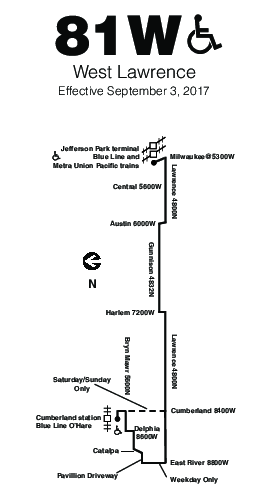 81W
West Lawrence
Effective September 3, 2017
Jefferson Park terminal
Blue Line and
Metra Union Pacific trains
Milwaukee@5300W
Lawrence 4800N
Central 5600W
Austin 6000W
Gunnison 4832N
N
Harlem 7200W
Bryn Mawr 5600N
Lawrence 4800N
Saturday/Sunday
Only
Cumberland 8400W
Cumberland station
Blue Line O'Hare
Delphia
8600W
Catalpa
East River 8800W
Pavillion Driveway
Weekday Only